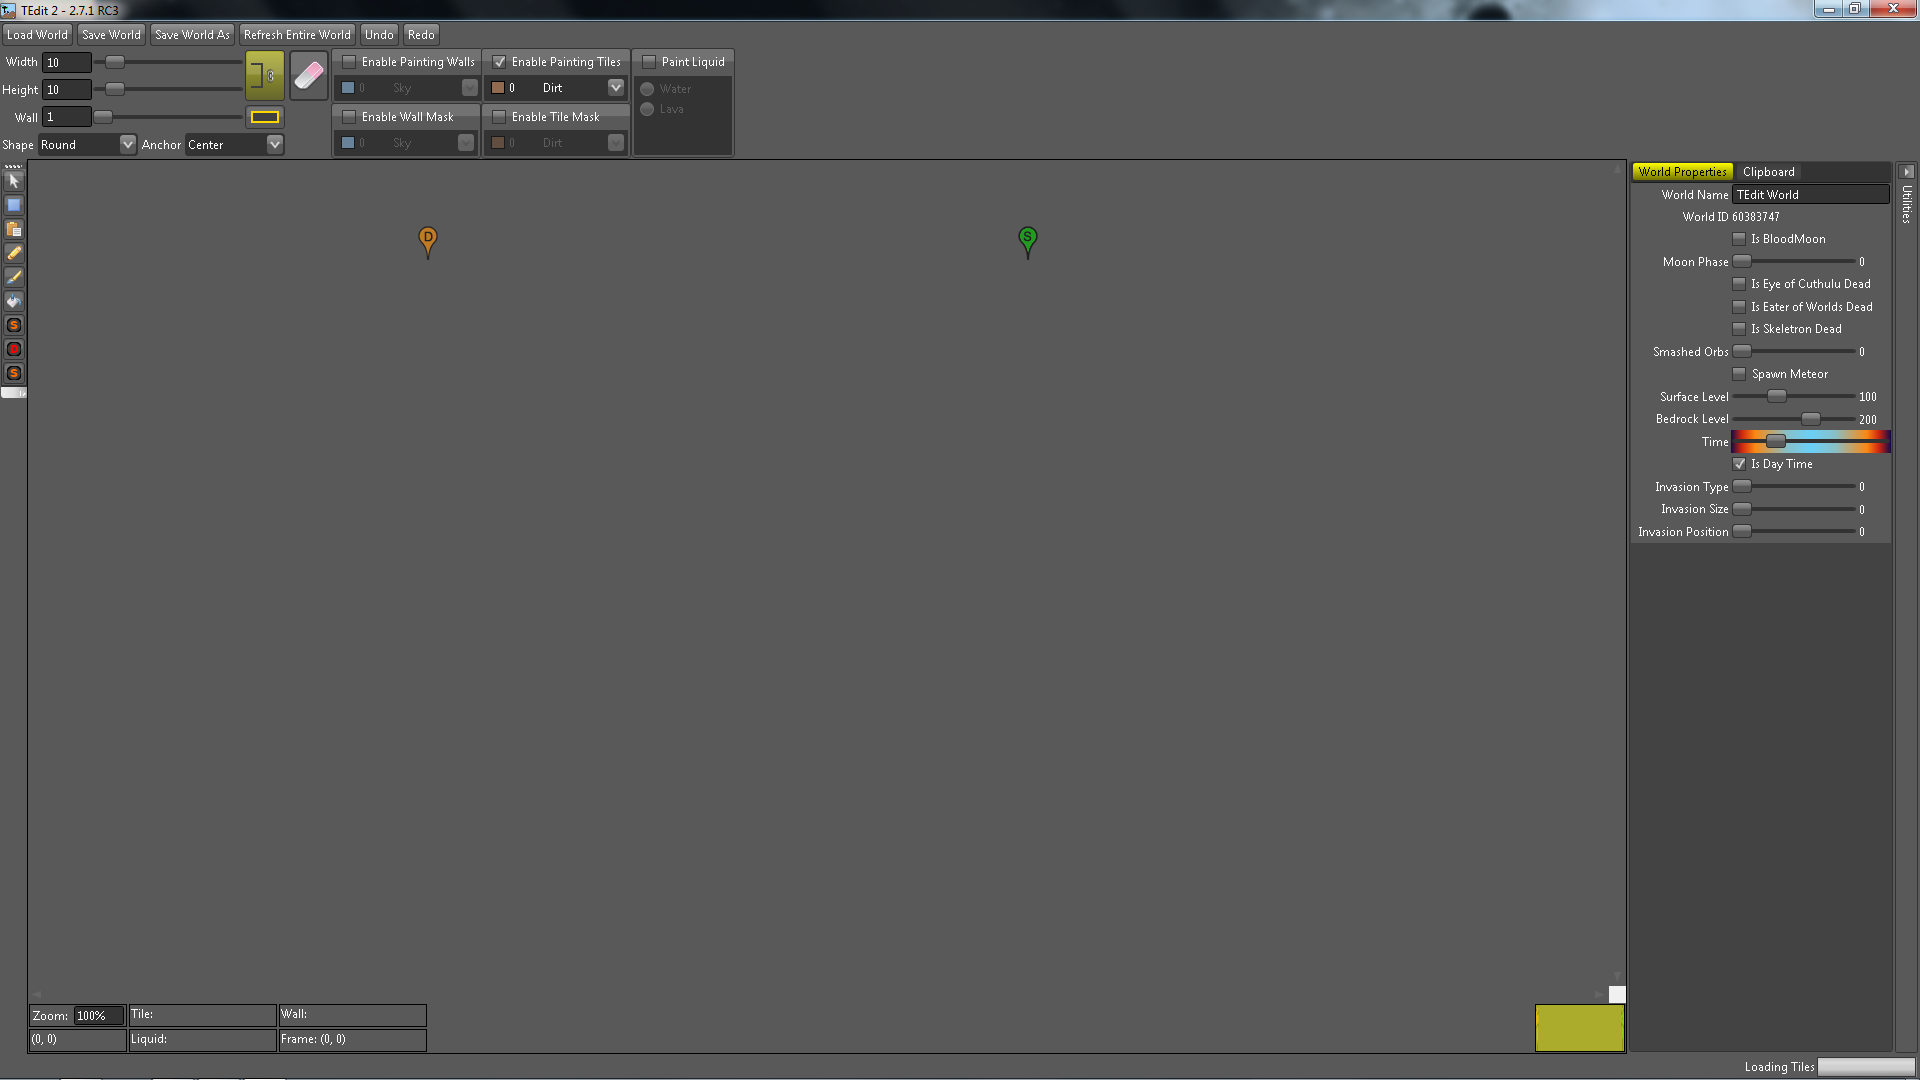 TEdit 2 - 2.7.1 RC3
Load World Save World Save World As Refresh Entire World Undo Redo
Width 10
Height 10
Wall 1
Shape Round Anchor Center
Enable Painting Walls
0 Sky
Enable Wall Mask
0 Sky
Enable Painting Tiles
0 Dirt
Enable Tile Mask
0 Dirt
Paint Liquid
Water
Lava
S
D
S
D
S
World Properties Clipboard
World Name TEdit World
World ID 60383747
Is BloodMoon
Moon Phase 0
Is Eye of Cuthulu Dead
Is Eater of Worlds Dead
Is Skeletron Dead
Smashed Orbs 0
Spawn Meteor
Surface Level 100
Bedrock Level 200
Time
Is Day Time
Invasion Type 0
Invasion Size 0
Invasion Position 0
Utilities
Zoom: 100% Tile: Wall:
(0, 0) Liquid: Frame: (0, 0)
Loading Tiles